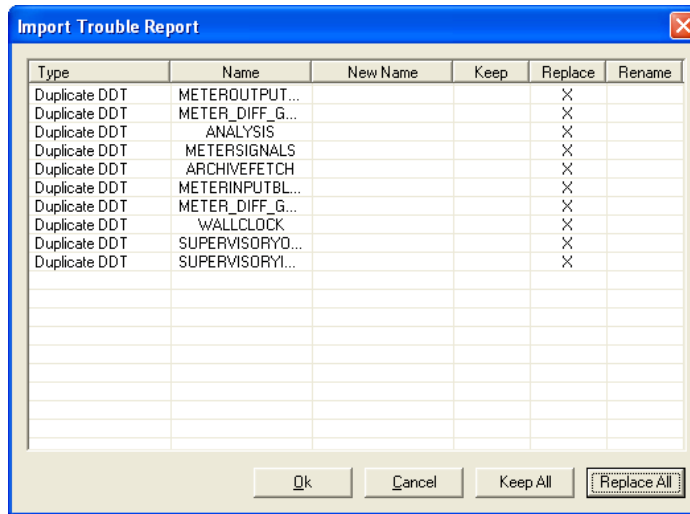 Import Trouble Report
Type Name New Name Keep Replace Rename
Duplicate DDT METEROUTPUT... X
Duplicate DDT METER_DIFF_G... X
Duplicate DDT ANALYSIS X
Duplicate DDT METERSIGNALS X
Duplicate DDT ARCHIVEFETCH X
Duplicate DDT METERINPUTBL... X
Duplicate DDT METER_DIFF_G... X
Duplicate DDT WALLCLOCK X
Duplicate DDT SUPERVISORYO... X
Duplicate DDT SUPERVISORYI... X
Ok Cancel Keep All Replace All